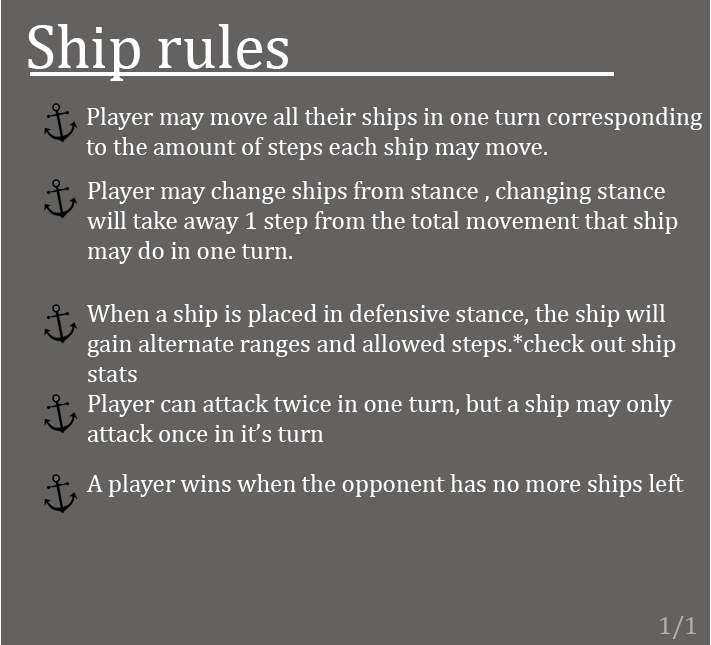 Ship rules
Player may move all their ships in one turn corresponding
to the amount of steps each ship may move.
Player may change ships from stance , changing stance
will take away 1 step from the total movement that ship
may do in one turn.
When a ship is placed in defensive stance, the ship will
gain alternate ranges and allowed steps.*check out ship
stats
Player can attack twice in one turn, but a ship may only
attack once in it’s turn
A player wins when the opponent has no more ships left
1/1